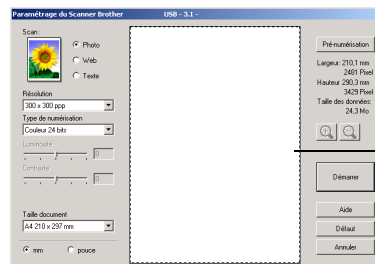 Paramétrage du Scanner Brother USB - 3.1 -
Scan :
Photo
Web
Texte
Résolution
300 x 300 ppp
Type de numérisation
Couleur 24 bits
Luminosité
0
Contraste
0
Taille document
A4 210 x 297 mm
mm pouce
Pré-numérisation
Largeur: 210,1 mm
2481 Pixel
Hauteur 290,3 mm
3429 Pixel
Taille des données:
24.3 Mo
Démarrer
Aide
Défaut
Annuler